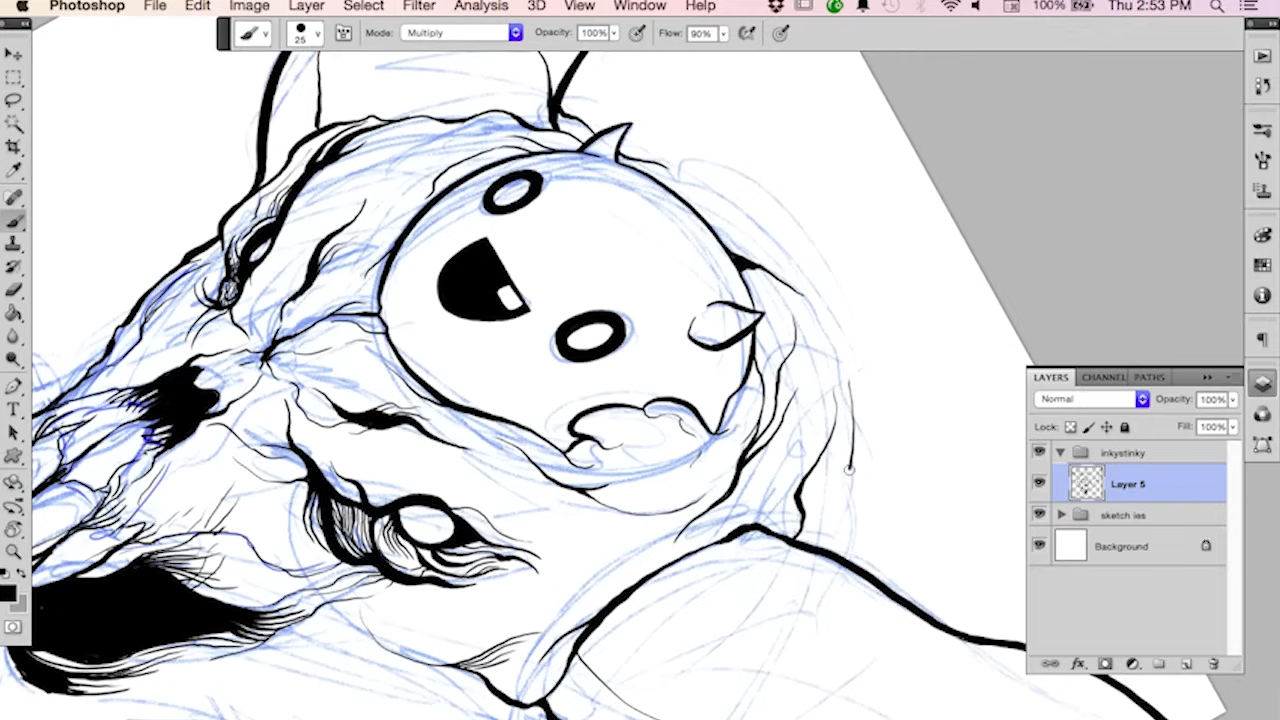 Photoshop File Edit Image Layer Select Filter Analysis 3D View Window Help 100% Thu 2:53 PM
25 Mode: Multiply Opacity: 100% Flow: 90%
LAYERS CHANNEL PATHS
Normal Opacity: 100%
Lock: Fill: 100%
inkystinky
Layer 5
sketch ies
Background